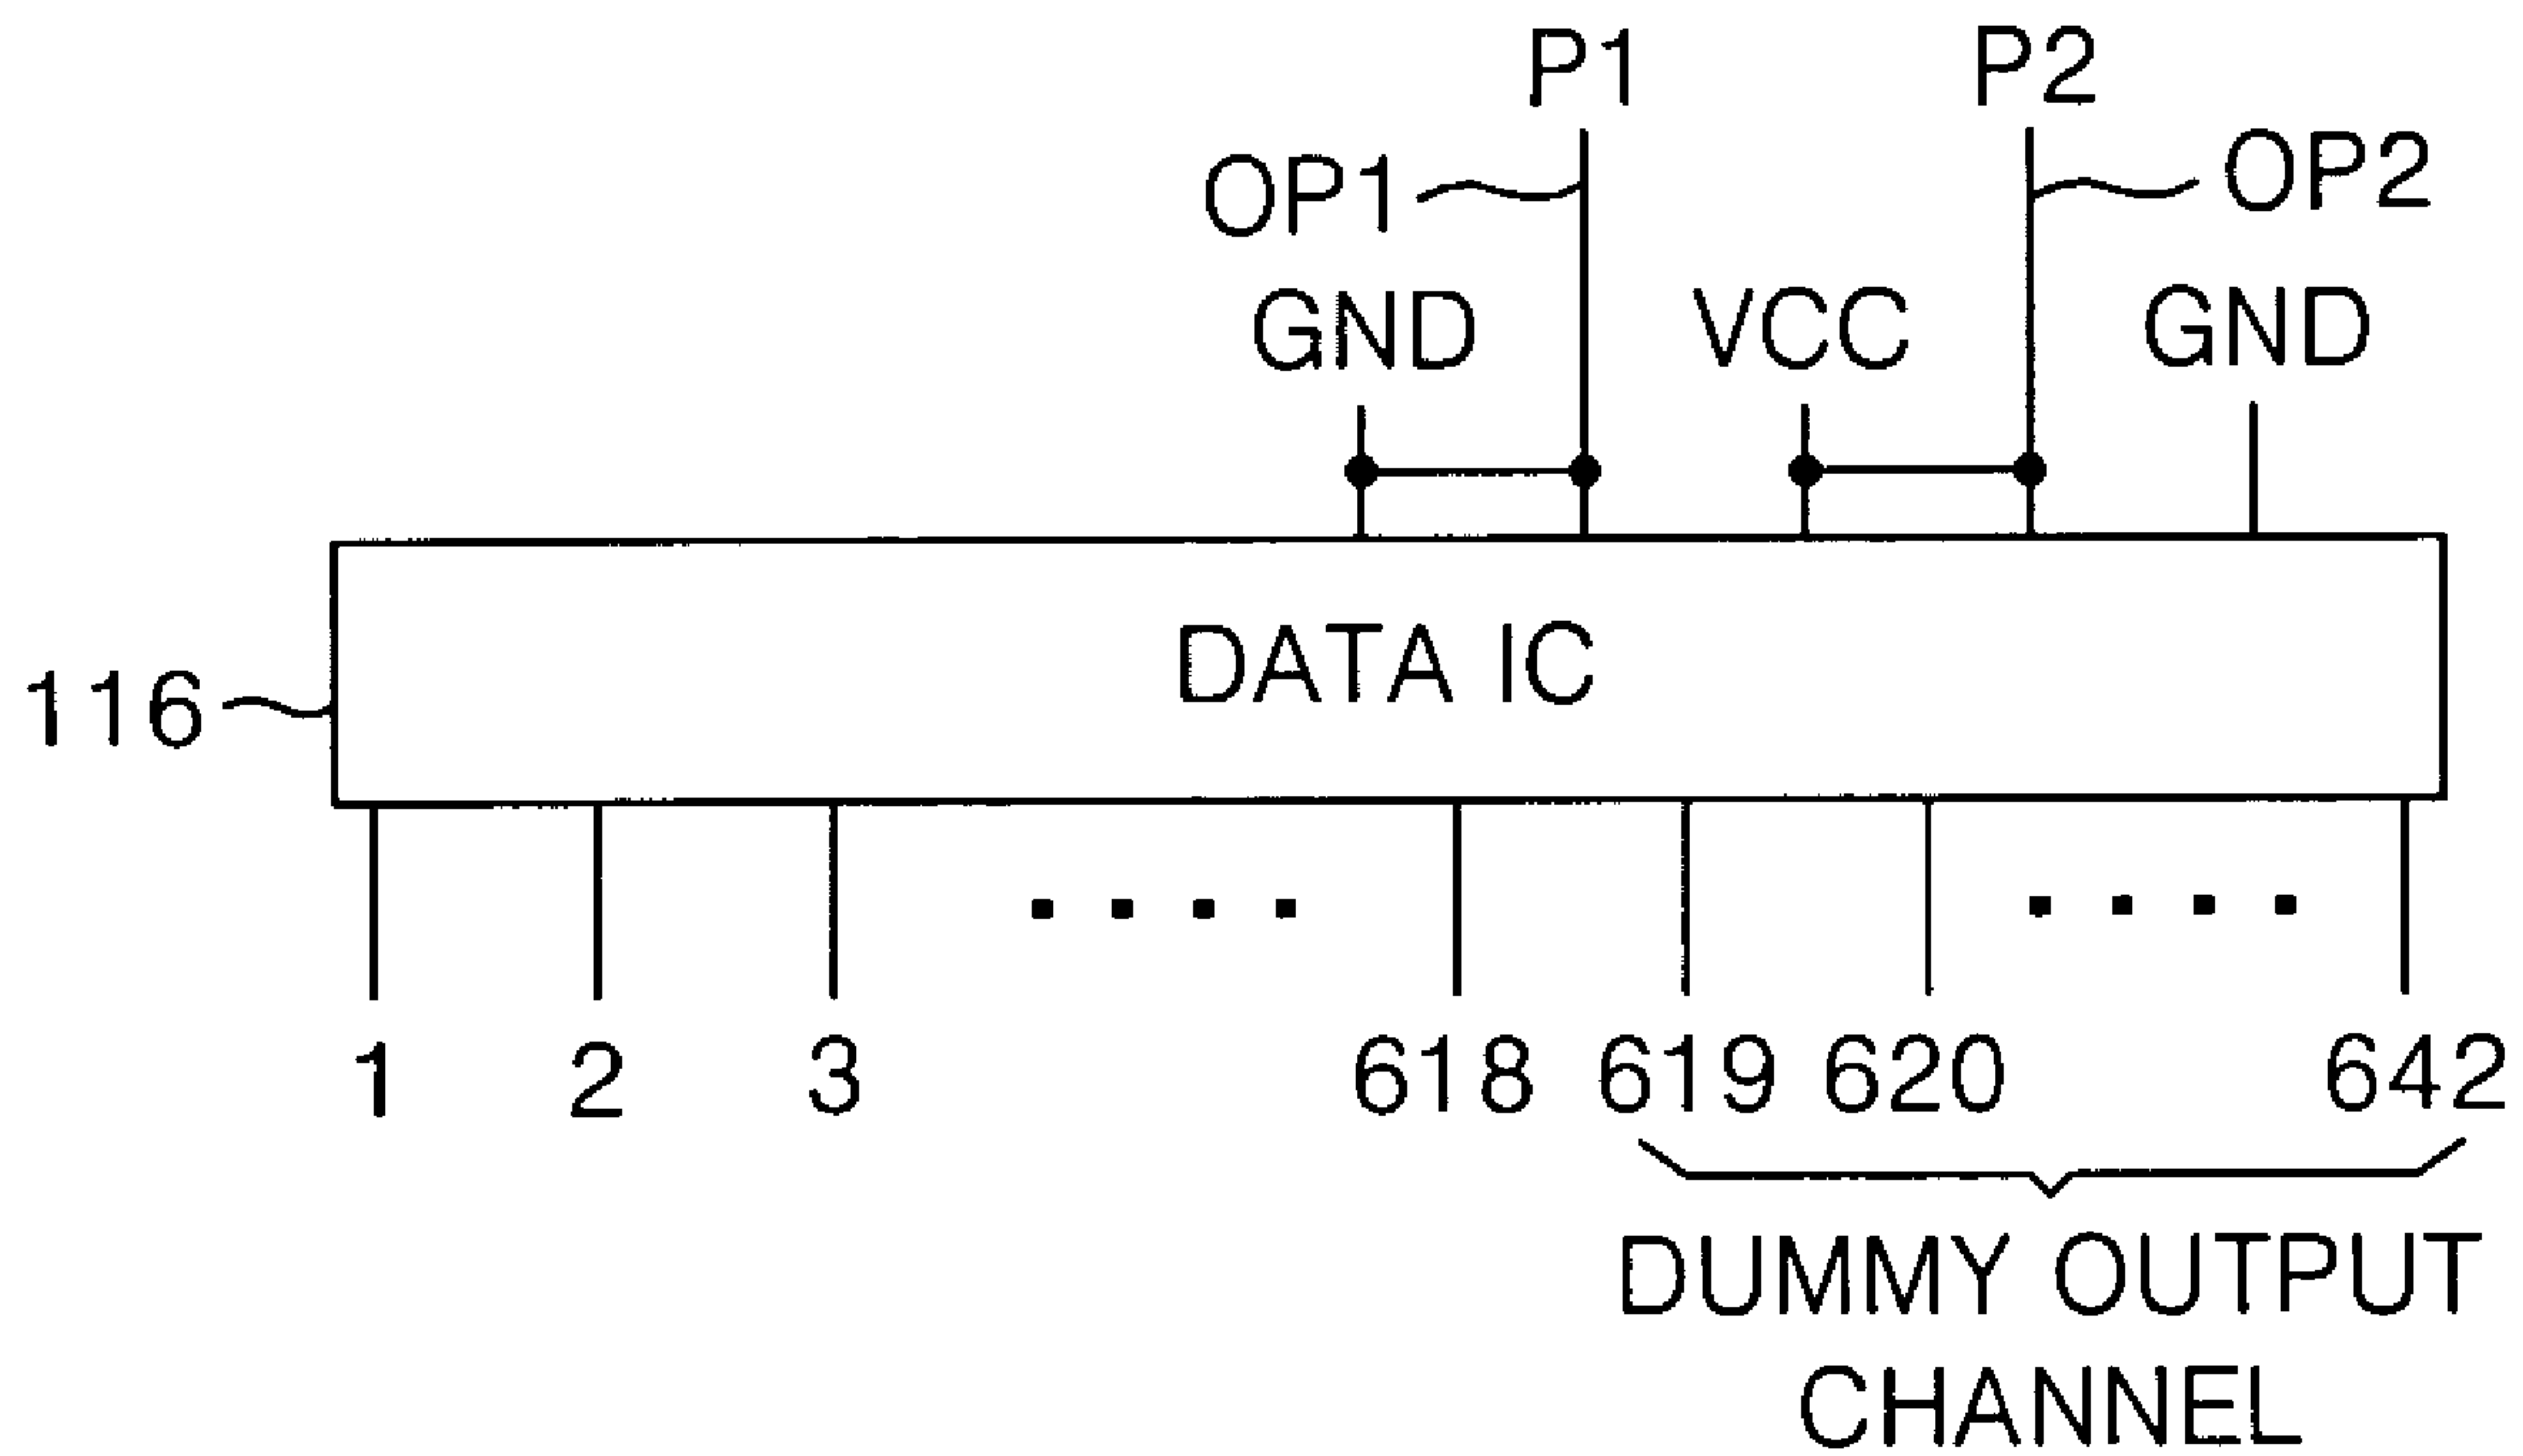 P1 P2
OP1 OP2
GND VCC GND
DATA IC
116
1 2 3 618 619 620 642
DUMMY OUTPUT
CHANNEL